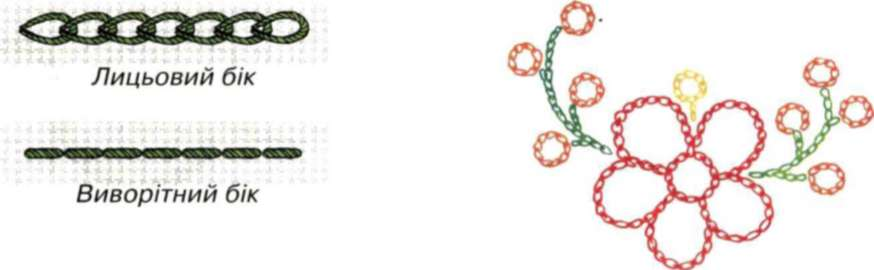 Лицьовий бік
Виворітний бік